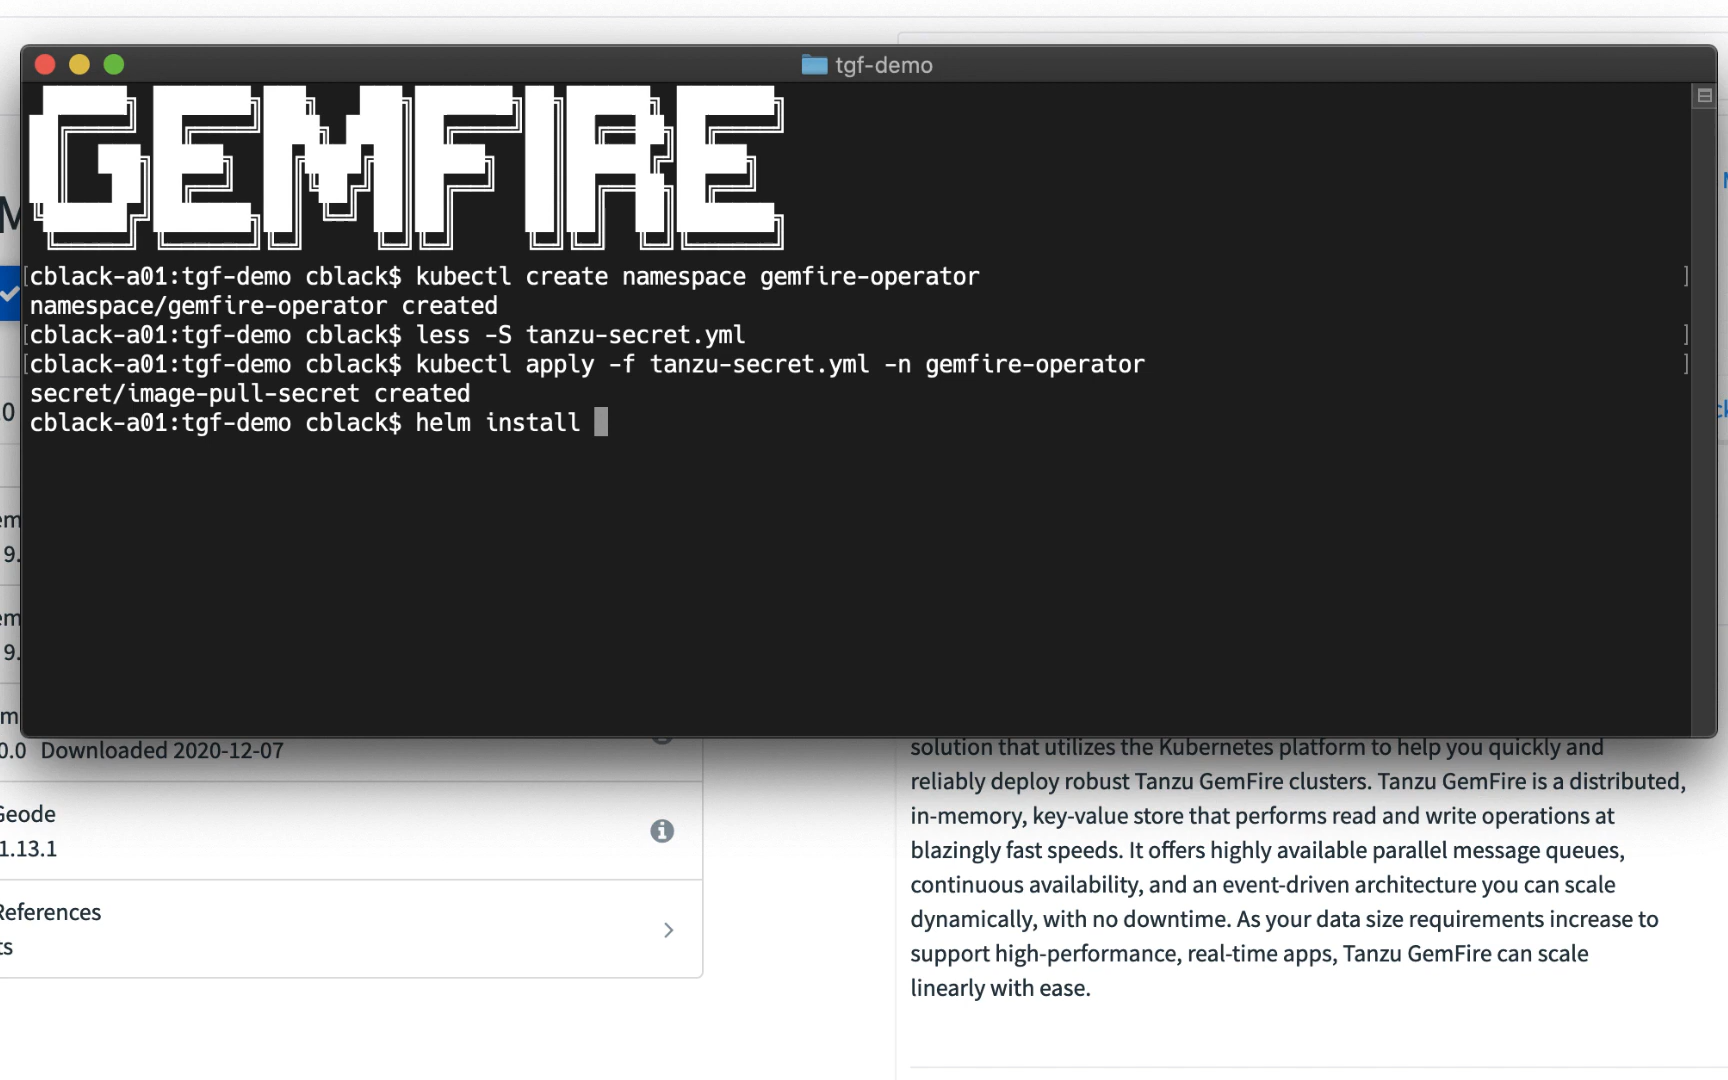 tgf-demo
GEMFIRE
cblack-a01:tgf-demo cblack$ kubectl create namespace gemfire-operator
namespace/gemfire-operator created
cblack-a01:tgf-demo cblack$ less -S tanzu-secret.yml
cblack-a01:tgf-demo cblack$ kubectl apply -f tanzu-secret.yml -n gemfire-operator
secret/image-pull-secret created
cblack-a01:tgf-demo cblack$ helm install
Downloaded 2020-12-07
Geode
1.13.1
References
solution that utilizes the Kubernetes platform to help you quickly and
reliably deploy robust Tanzu GemFire clusters. Tanzu GemFire is a distributed,
in-memory, key-value store that performs read and write operations at
blazingly fast speeds. It offers highly available parallel message queues,
continuous availability, and an event-driven architecture you can scale
dynamically, with no downtime. As your data size requirements increase to
support high-performance, real-time apps, Tanzu GemFire can scale
linearly with ease.